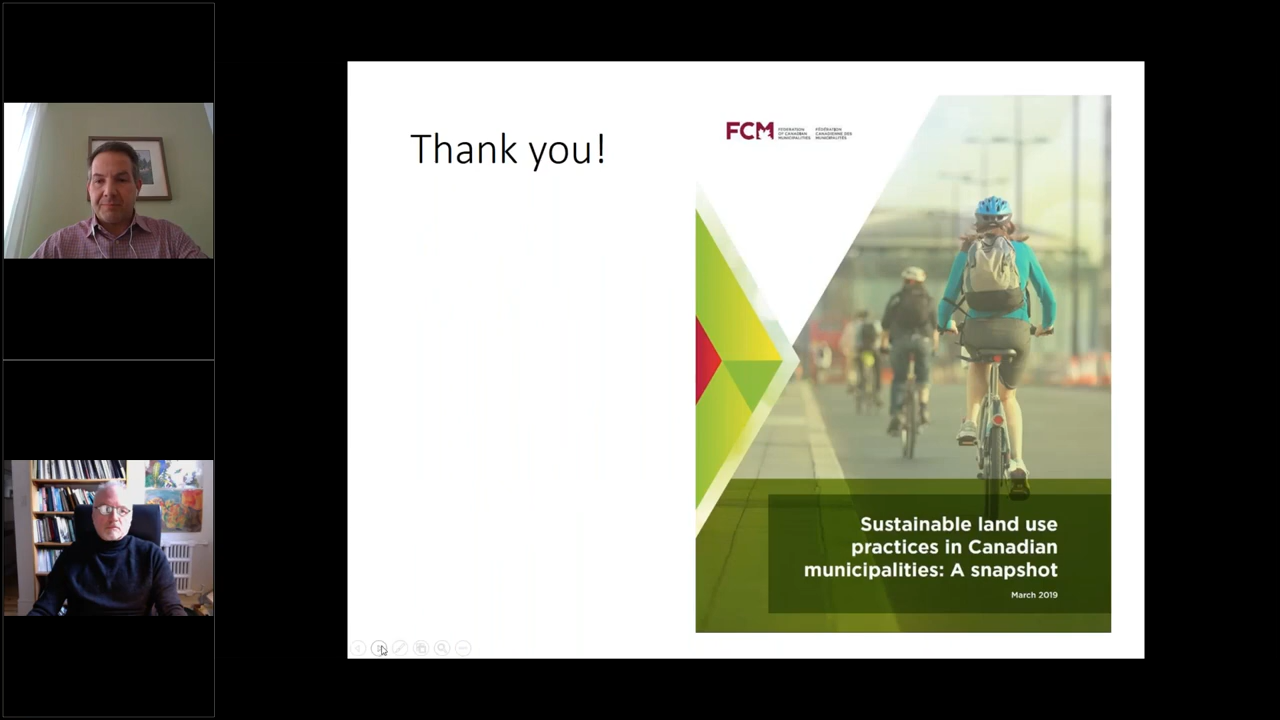 Thank you!
FCM
FEDERATION
OF CANADIAN
MUNICIPALITIES
FÉDÉRATION
CANADIENNE DES
MUNICIPALITÉS
Sustainable land use
practices in Canadian
municipalities: A snapshot
March 2019